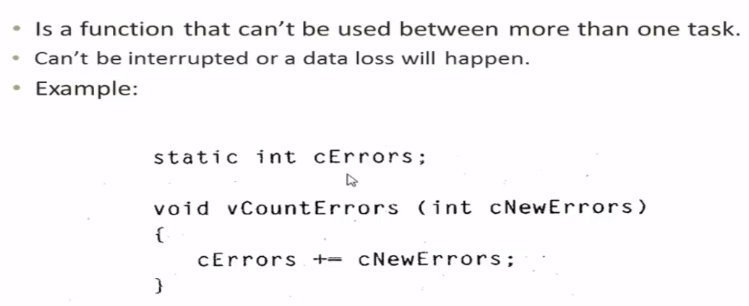 • Is a function that can't be used between more than one task.
• Can't be interrupted or a data loss will happen.
• Example:
static int cErrors;
void vCountErrors (int cNewErrors)
{
cErrors += cNewErrors;
}